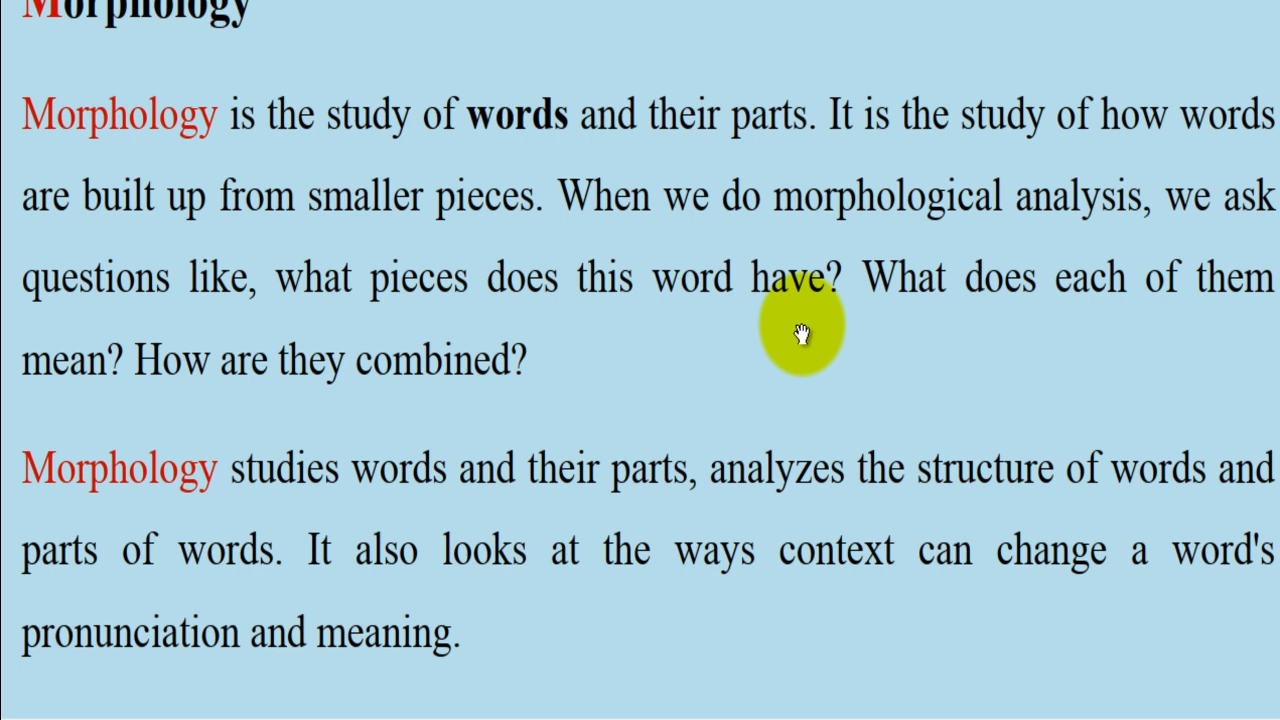 Morphology
Morphology is the study of words and their parts. It is the study of how words
are built up from smaller pieces. When we do morphological analysis, we ask
questions like, what pieces does this word have? What does each of them
mean? How are they combined?
Morphology studies words and their parts, analyzes the structure of words and
parts of words. It also looks at the ways context can change a word's
pronunciation and meaning.